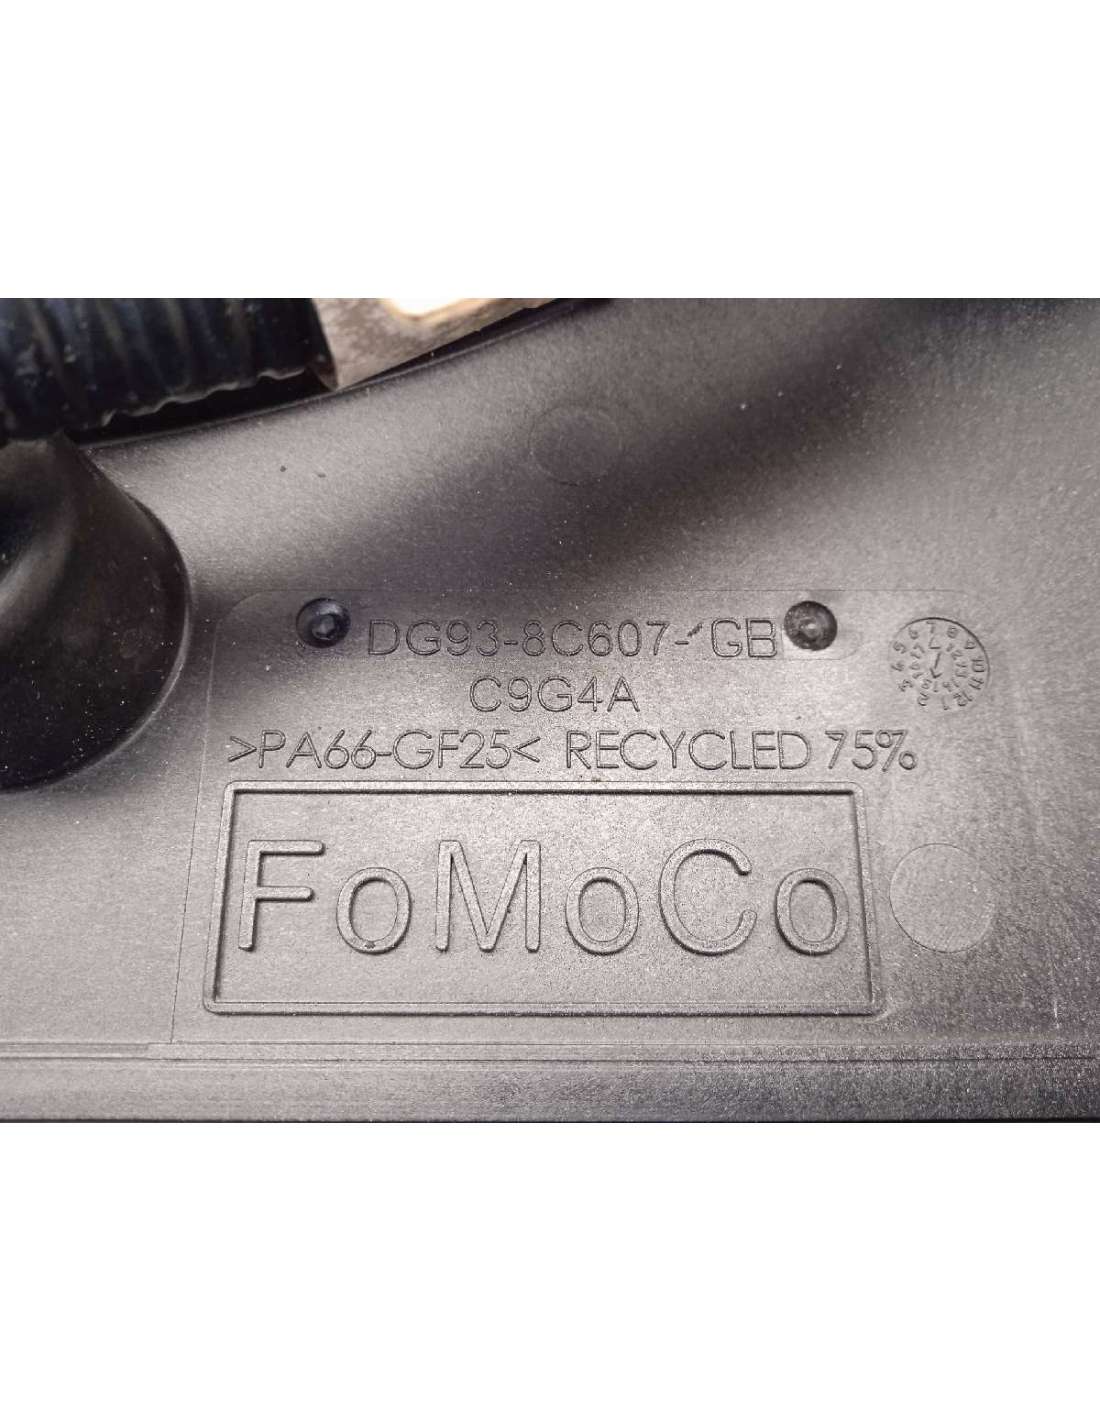 DG93-8C607-GB
C9G4A
>PA66-GF25< RECYCLED 75%
FoMoCo